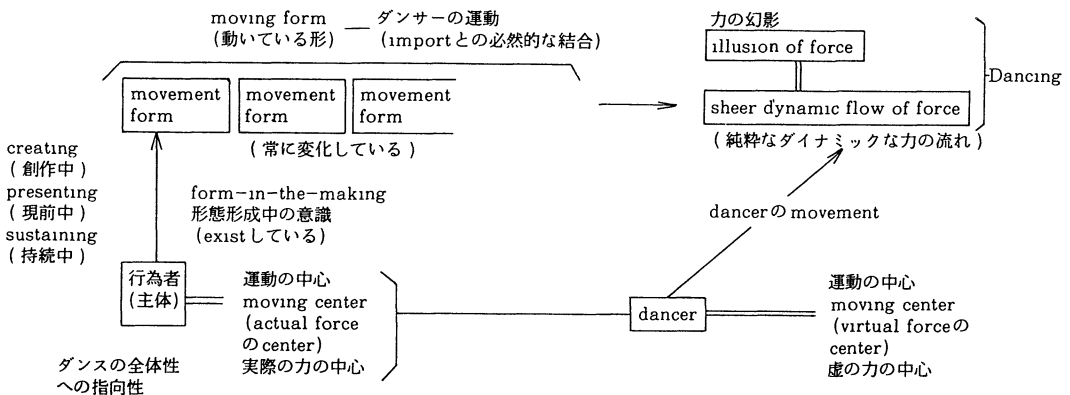 moving form — ダンサーの運動
(動いている形) (importとの必然的な結合)
movement
form
movement
form
movement
form
(常に変化している)
力の幻影
illusion of force
sheer dynamic flow of force
(純粋なダイナミックな力の流れ)
Dancing
creating
(創作中)
presenting
(現前中)
sustaining
(持続中)
form-in-the-making
形態形成中の意識
(existしている)
dancerのmovement
行為者
(主体)
運動の中心
moving center
(actual force
のcenter)
実際の力の中心
dancer
運動の中心
moving center
(virtual forceの
center)
虚の力の中心
ダンスの全体性
への指向性